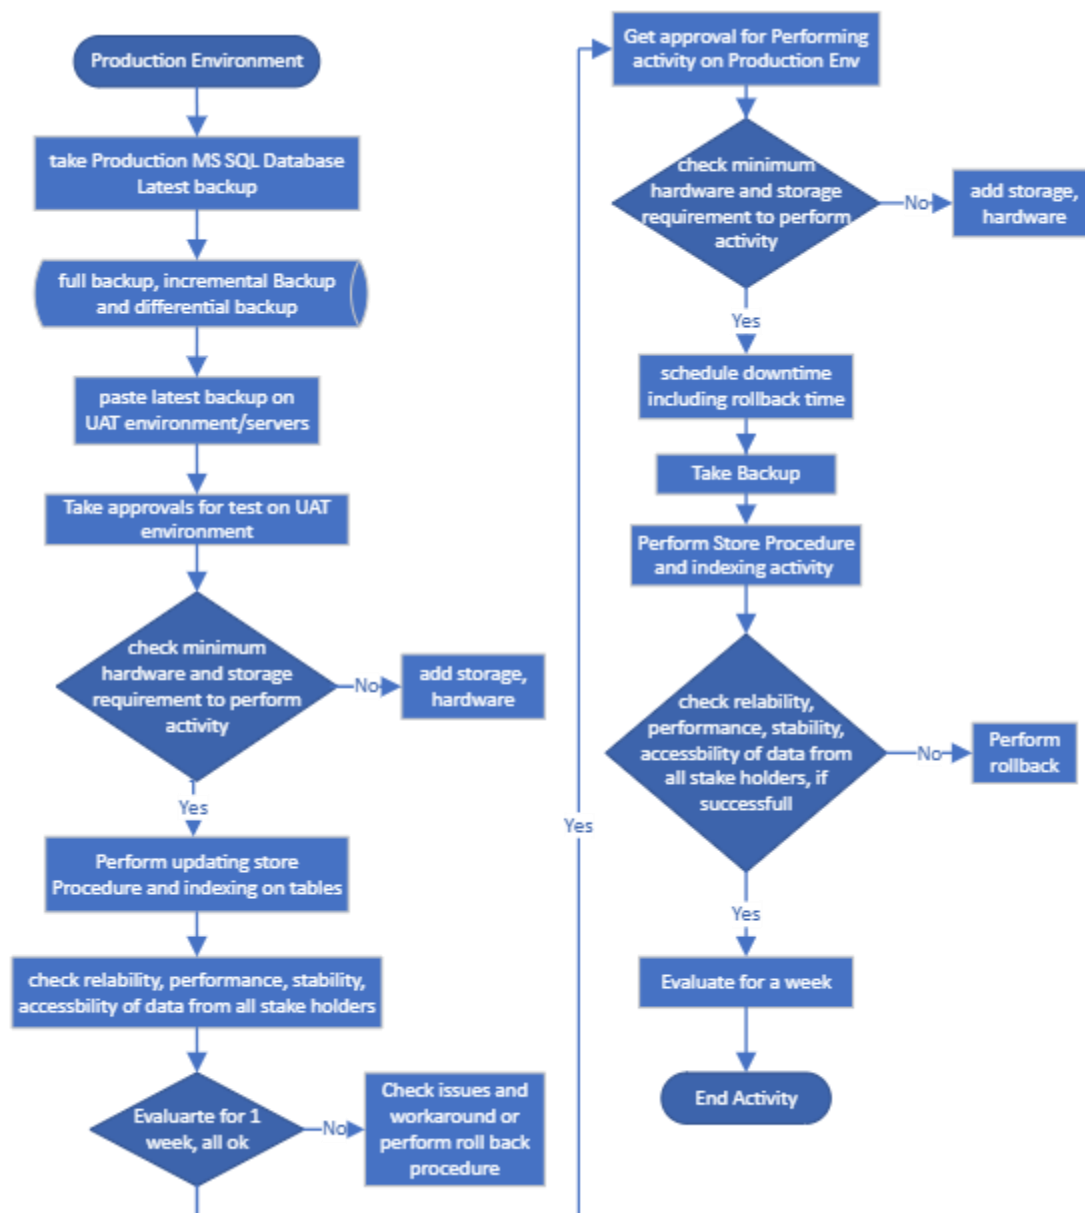 Production Environment
take Production MS SQL Database
Latest backup
full backup, incremental Backup
and differential backup
paste latest backup on
UAT environment/servers
Take approvals for test on UAT
environment
check minimum
hardware and storage
requirement to perform
activity
No
add storage,
hardware
Yes
Perform updating store
Procedure and indexing on tables
check relability, performance, stability,
accessbility of data from all stake holders
Evaluarte for 1
week, all ok
No
Check issues and
workaround or
perform roll back
procedure
Yes
Get approval for Performing
activity on Production Env
check minimum
hardware and storage
requirement to perform
activity
No
add storage,
hardware
Yes
schedule downtime
including rollback time
Take Backup
Perform Store Procedure
and indexing activity
check relability,
performance, stability,
accessbility of data from
all stake holders, if
successfull
No
Perform
rollback
Yes
Evaluate for a week
End Activity